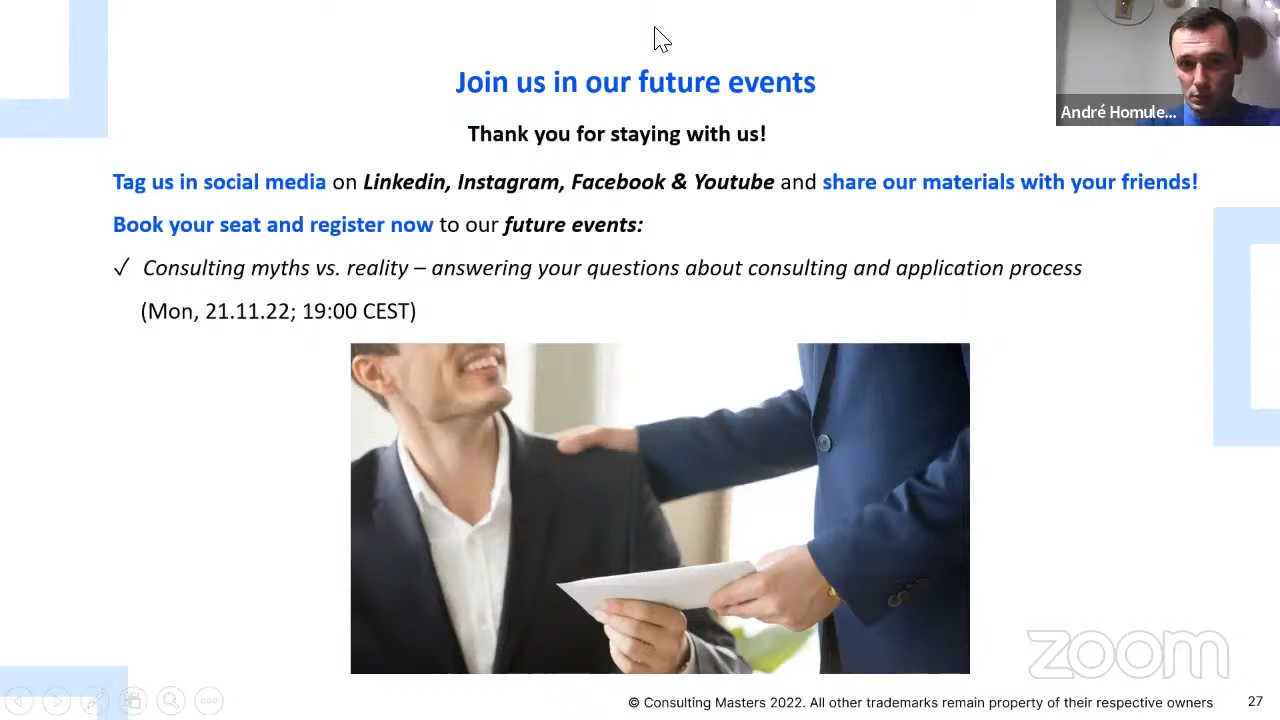 Join us in our future events
André Homule...
Thank you for staying with us!
Tag us in social media on Linkedin, Instagram, Facebook & Youtube and share our materials with your friends!
Book your seat and register now to our future events:
✓ Consulting myths vs. reality – answering your questions about consulting and application process
(Mon, 21.11.22; 19:00 CEST)
zoom
© Consulting Masters 2022. All other trademarks remain property of their respective owners
27